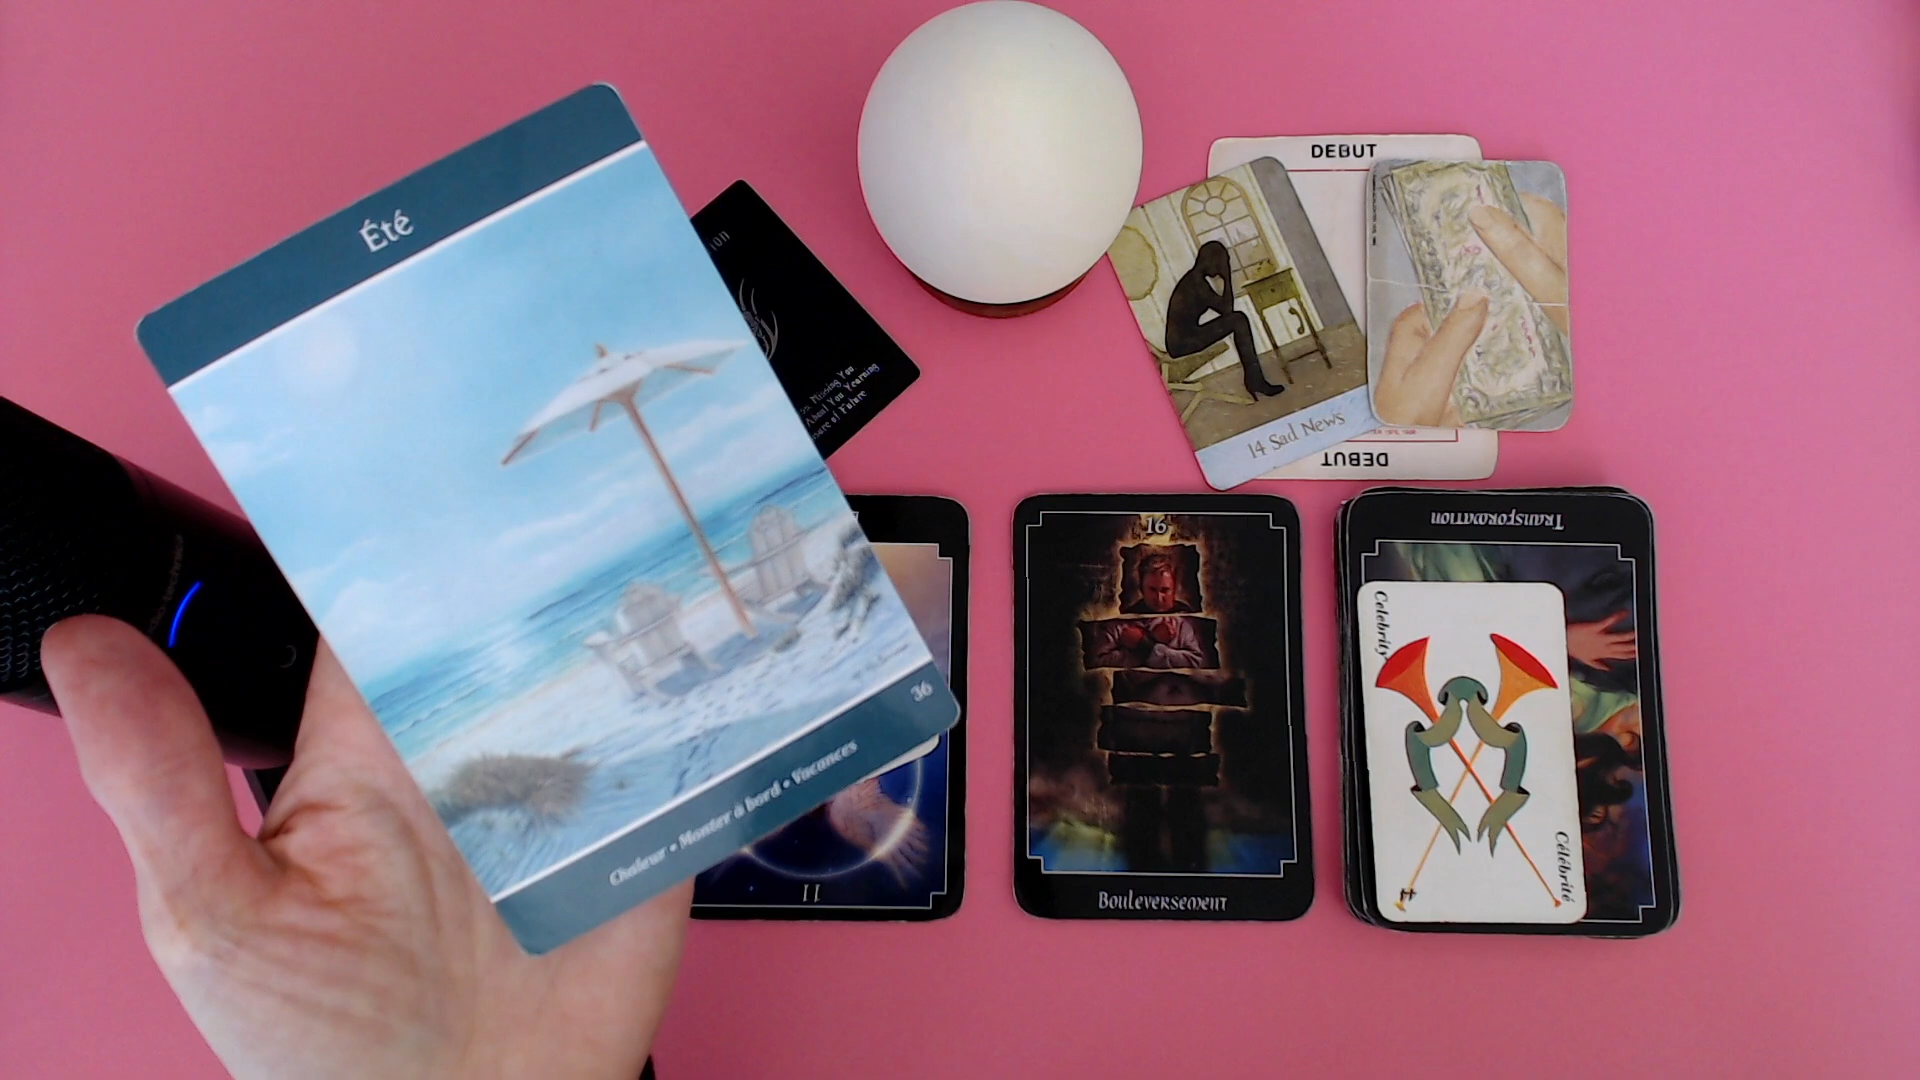 Été
36
Chaleur • Monter à bord • Vacances
Missing You
About You Yearning
of Future
DEBUT
14 Sad News
DEBUT
II
16
Bouleversement
Transformation
Celebrity
Célébrité
H